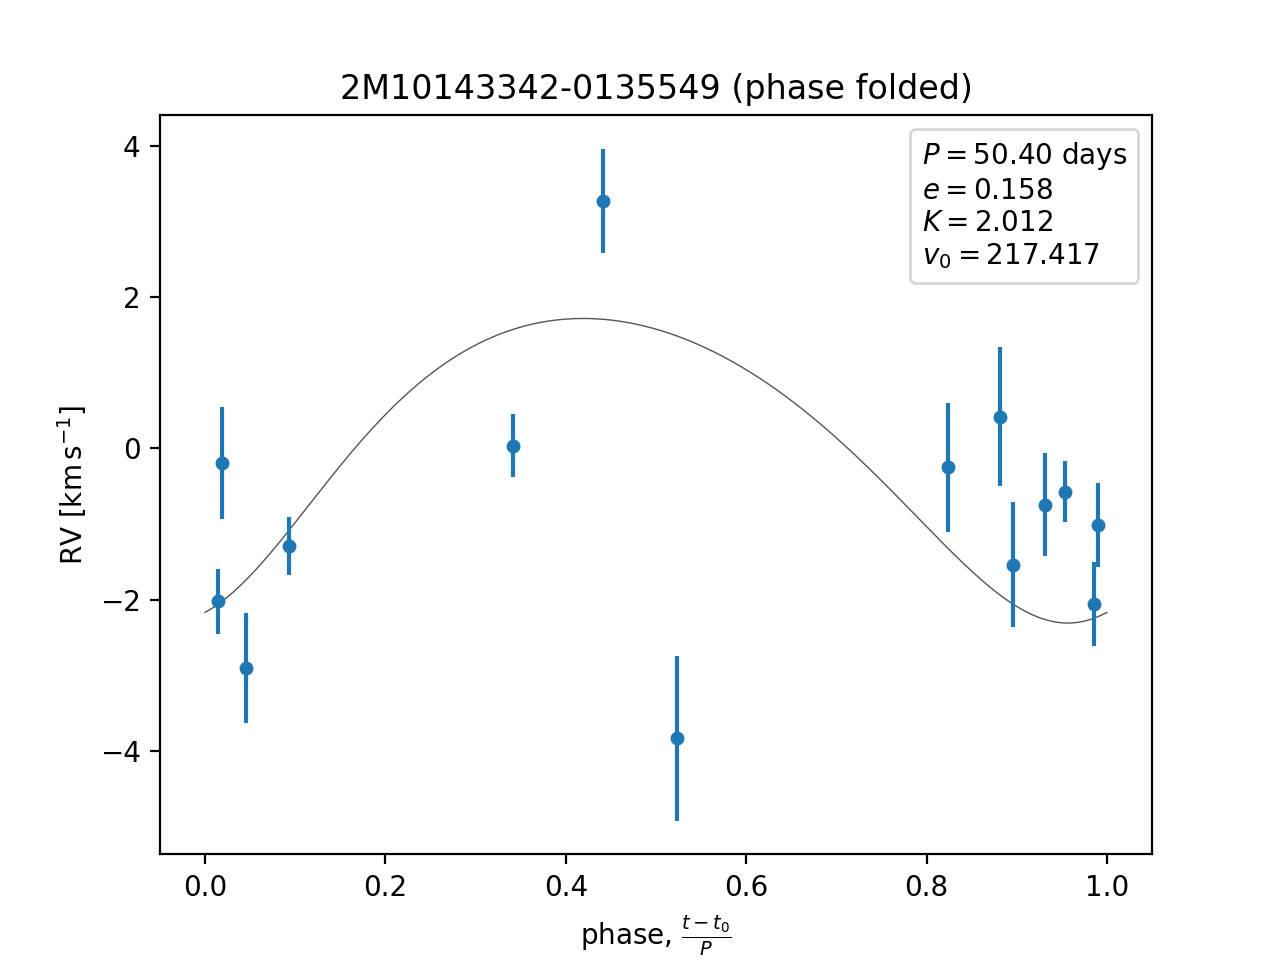 2M10143342-0135549 (phase folded)
P = 50.40 days
e = 0.158
K = 2.012
v₀ = 217.417
RV [km s⁻¹]
4
2
0
−2
−4
0.0 0.2 0.4 0.6 0.8 1.0
phase, (t − t₀)/P